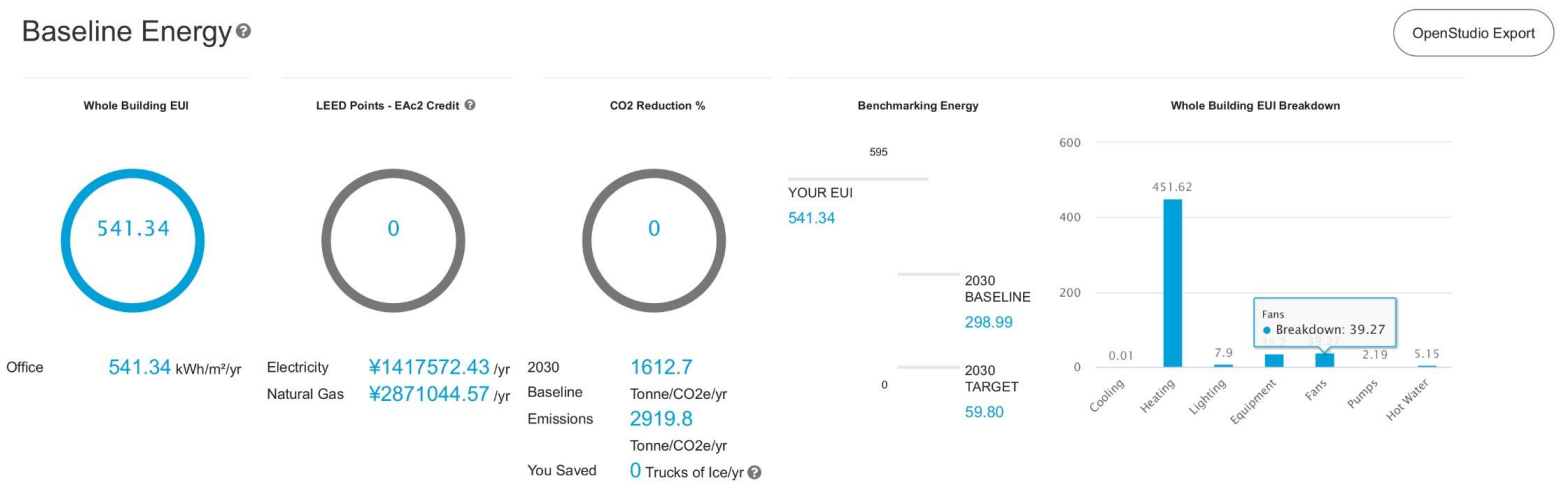 Baseline Energy ?
OpenStudio Export
Whole Building EUI
541.34
Office 541.34 kWh/m²/yr
LEED Points - EAc2 Credit ?
0
Electricity ¥1417572.43 /yr
Natural Gas ¥2871044.57 /yr
CO2 Reduction %
0
2030 1612.7
Baseline Tonne/CO2e/yr
Emissions 2919.8
Tonne/CO2e/yr
You Saved 0 Trucks of Ice/yr ?
Benchmarking Energy
595
YOUR EUI
541.34
2030
BASELINE
298.99
2030
TARGET
0
59.80
Whole Building EUI Breakdown
600
400
200
0
0.01
451.62
7.9
35.2
39.27
2.19
5.15
Fans
Breakdown: 39.27
Cooling
Heating
Lighting
Equipment
Fans
Pumps
Hot Water